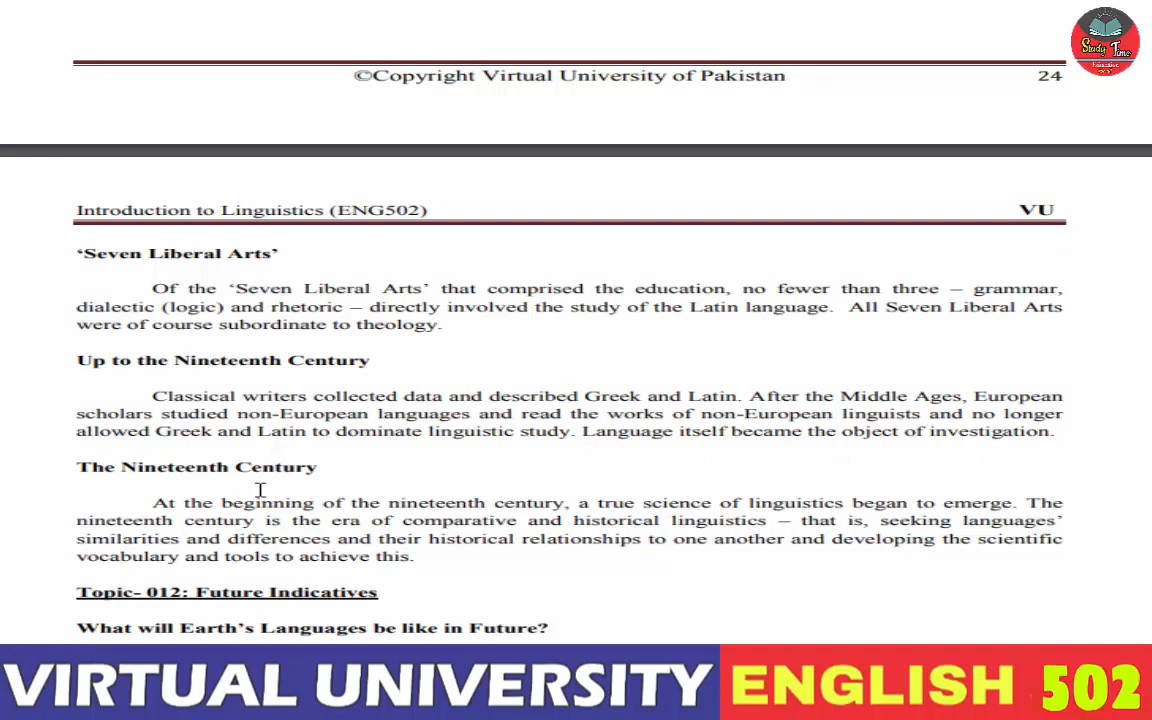 ©Copyright Virtual University of Pakistan 24
Study Time
Education
Introduction to Linguistics (ENG502) VU
‘Seven Liberal Arts’
Of the ‘Seven Liberal Arts’ that comprised the education, no fewer than three – grammar,
dialectic (logic) and rhetoric – directly involved the study of the Latin language. All Seven Liberal Arts
were of course subordinate to theology.
Up to the Nineteenth Century
Classical writers collected data and described Greek and Latin. After the Middle Ages, European
scholars studied non-European languages and read the works of non-European linguists and no longer
allowed Greek and Latin to dominate linguistic study. Language itself became the object of investigation.
The Nineteenth Century
At the beginning of the nineteenth century, a true science of linguistics began to emerge. The
nineteenth century is the era of comparative and historical linguistics – that is, seeking languages’
similarities and differences and their historical relationships to one another and developing the scientific
vocabulary and tools to achieve this.
Topic- 012: Future Indicatives
What will Earth’s Languages be like in Future?
VIRTUAL UNIVERSITY ENGLISH 502